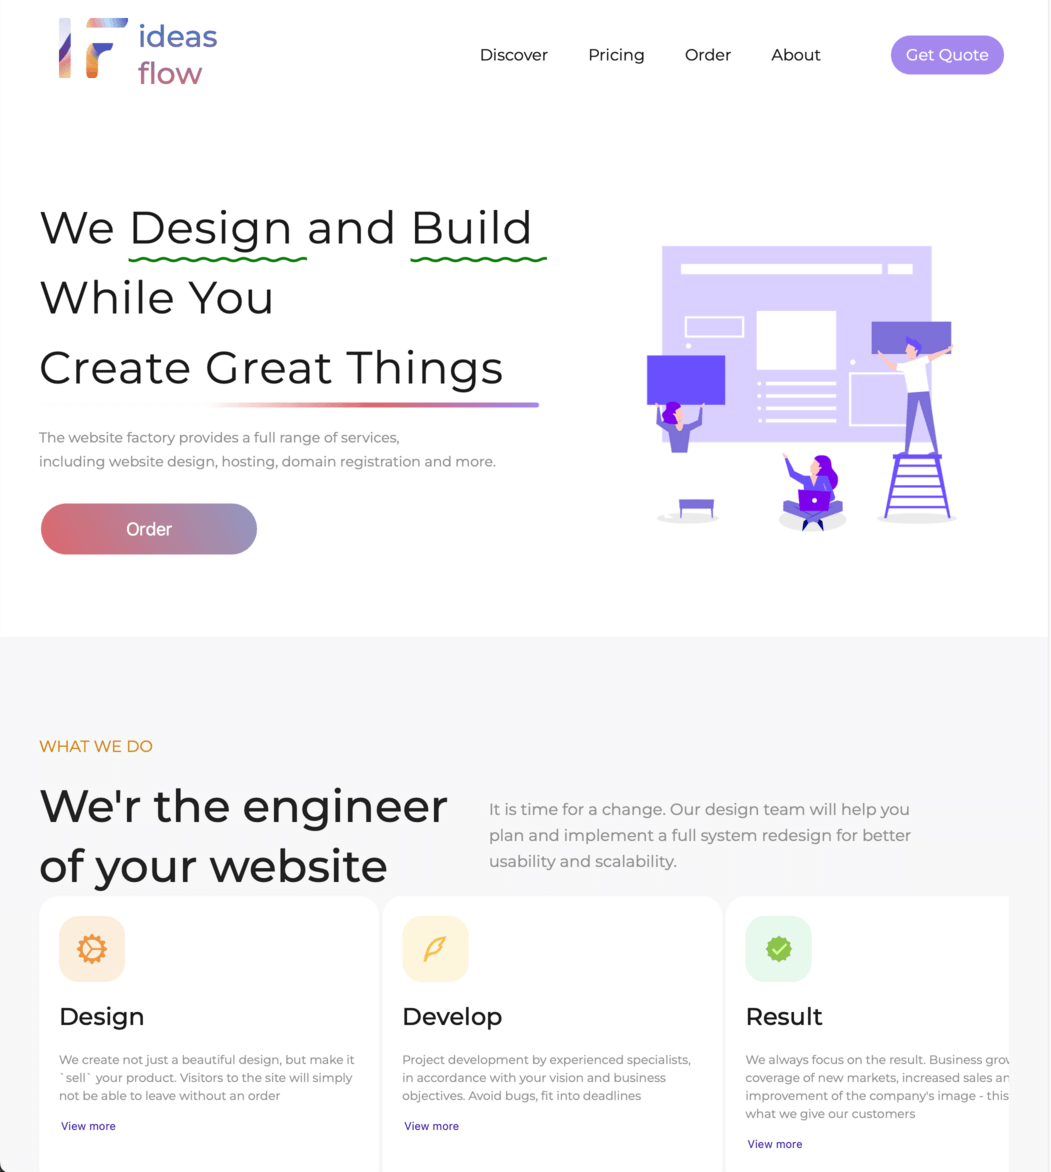 IF ideas
flow
Discover Pricing Order About Get Quote
We Design and Build
While You
Create Great Things
The website factory provides a full range of services,
including website design, hosting, domain registration and more.
Order
WHAT WE DO
We'r the engineer
of your website
It is time for a change. Our design team will help you
plan and implement a full system redesign for better
usability and scalability.
Design
We create not just a beautiful design, but make it
`sell` your product. Visitors to the site will simply
not be able to leave without an order
View more
Develop
Project development by experienced specialists,
in accordance with your vision and business
objectives. Avoid bugs, fit into deadlines
View more
Result
We always focus on the result. Business
coverage of new markets, increased sales
improvement of the company's image - this
what we give our customers
View more